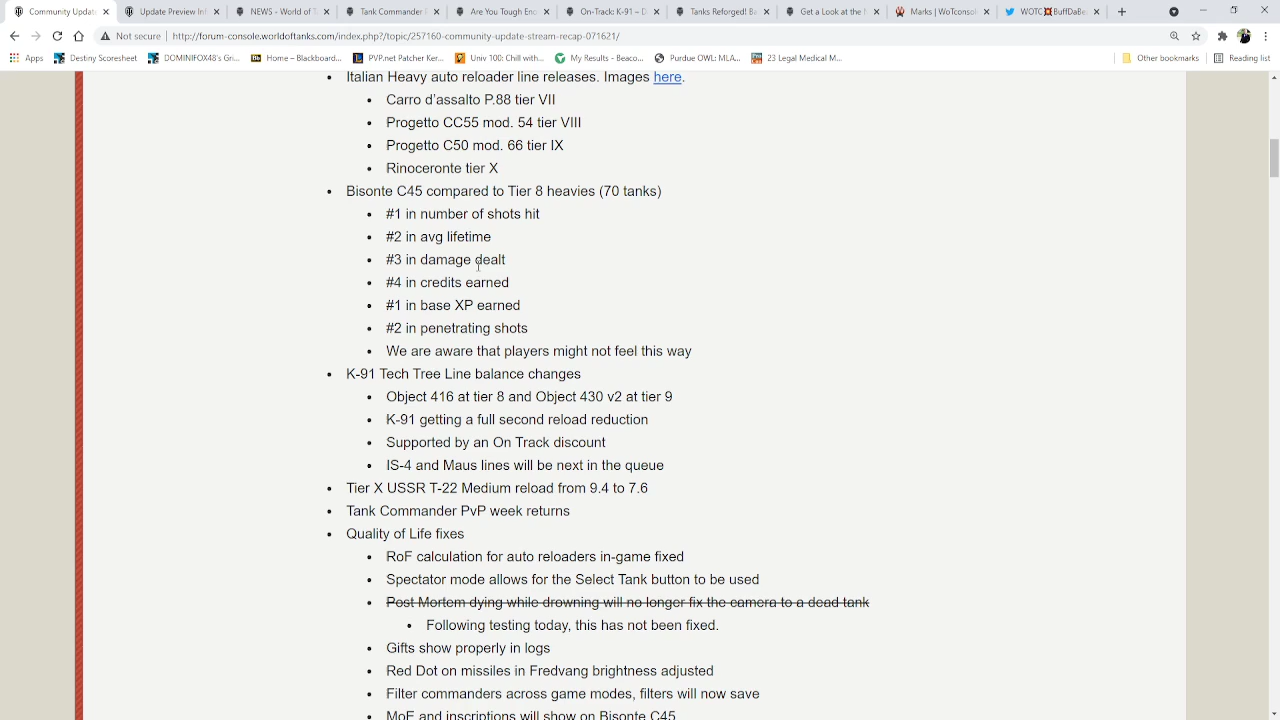 Community Updat
Update Preview Inf
NEWS – World of T
Tank Commander
Are You Tough Eno
On-Track: K-91 – D
Tanks Reforged! Ba
Get a Look at the
Marks | WoTconsol
WOTC💥BuffDaBe
Not secure | http://forum-console.worldoftanks.com/index.php?/topic/257160-community-update-stream-recap-071621/
Apps
Destiny Scoresheet
DOMINIFOX48's Gri...
Home – Blackboard...
PVP.net Patcher Ker...
Univ 100: Chill with...
My Results - Beaco...
Purdue OWL: MLA...
23 Legal Medical M...
Other bookmarks
Reading list
• Italian Heavy auto reloader line releases. Images here.
• Carro d'assalto P.88 tier VII
• Progetto CC55 mod. 54 tier VIII
• Progetto C50 mod. 66 tier IX
• Rinoceronte tier X
• Bisonte C45 compared to Tier 8 heavies (70 tanks)
• #1 in number of shots hit
• #2 in avg lifetime
• #3 in damage dealt
• #4 in credits earned
• #1 in base XP earned
• #2 in penetrating shots
• We are aware that players might not feel this way
• K-91 Tech Tree Line balance changes
• Object 416 at tier 8 and Object 430 v2 at tier 9
• K-91 getting a full second reload reduction
• Supported by an On Track discount
• IS-4 and Maus lines will be next in the queue
• Tier X USSR T-22 Medium reload from 9.4 to 7.6
• Tank Commander PvP week returns
• Quality of Life fixes
• RoF calculation for auto reloaders in-game fixed
• Spectator mode allows for the Select Tank button to be used
• Post Mortem dying while drowning will no longer fix the camera to a dead tank
• Following testing today, this has not been fixed.
• Gifts show properly in logs
• Red Dot on missiles in Fredvang brightness adjusted
• Filter commanders across game modes, filters will now save
• MoE and inscriptions will show on Bisonte C45